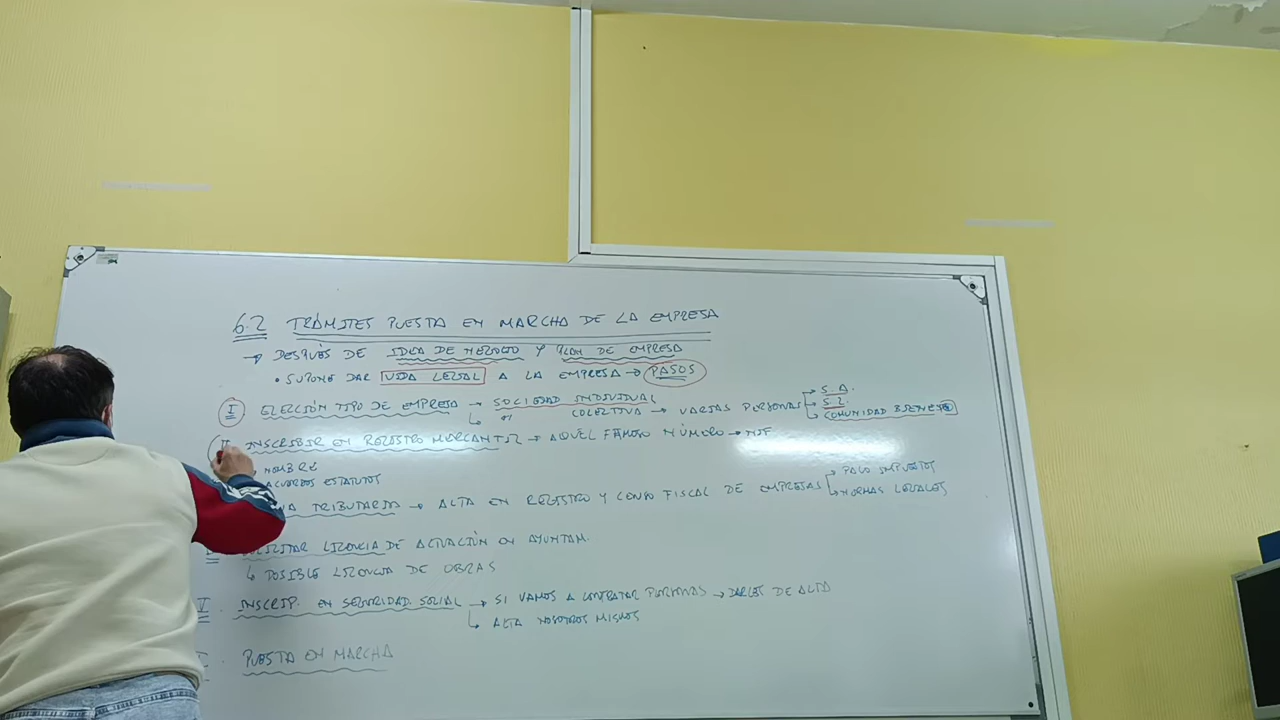 6.2 TRÁMITES PUESTA EN MARCHA DE LA EMPRESA
→ DESPUÉS DE IDEA DE NEGOCIO Y PLAN DE EMPRESA
• SUPONE DAR VIDA LEGAL A LA EMPRESA → PASOS
I ELECCIÓN TIPO DE EMPRESA → SOCIEDAD INDIVIDUAL
COLECTIVA → VARIAS PERSONAS → S.A.
→ S.L.
→ COMUNIDAD BIENES
II INSCRIBIR EN REGISTRO MERCANTIL → AQUEL FAMOSO NÚMERO → NIF
NOMBRE
ACUERDOS ESTATUTOS
TRIBUTARIA → ALTA EN REGISTRO Y CENSO FISCAL DE EMPRESAS → PAGO IMPUESTOS
→ NORMAS LEGALES
SOLICITAR LICENCIA DE ACTUACIÓN EN AYUNTAM.
↳ POSIBLE LICENCIA DE OBRAS
V INSCRIP. EN SEGURIDAD SOCIAL → SI VAMOS A CONTRATAR PERSONAS → DARLOS DE ALTA
↳ ALTA NOSOTROS MISMOS
PUESTA EN MARCHA